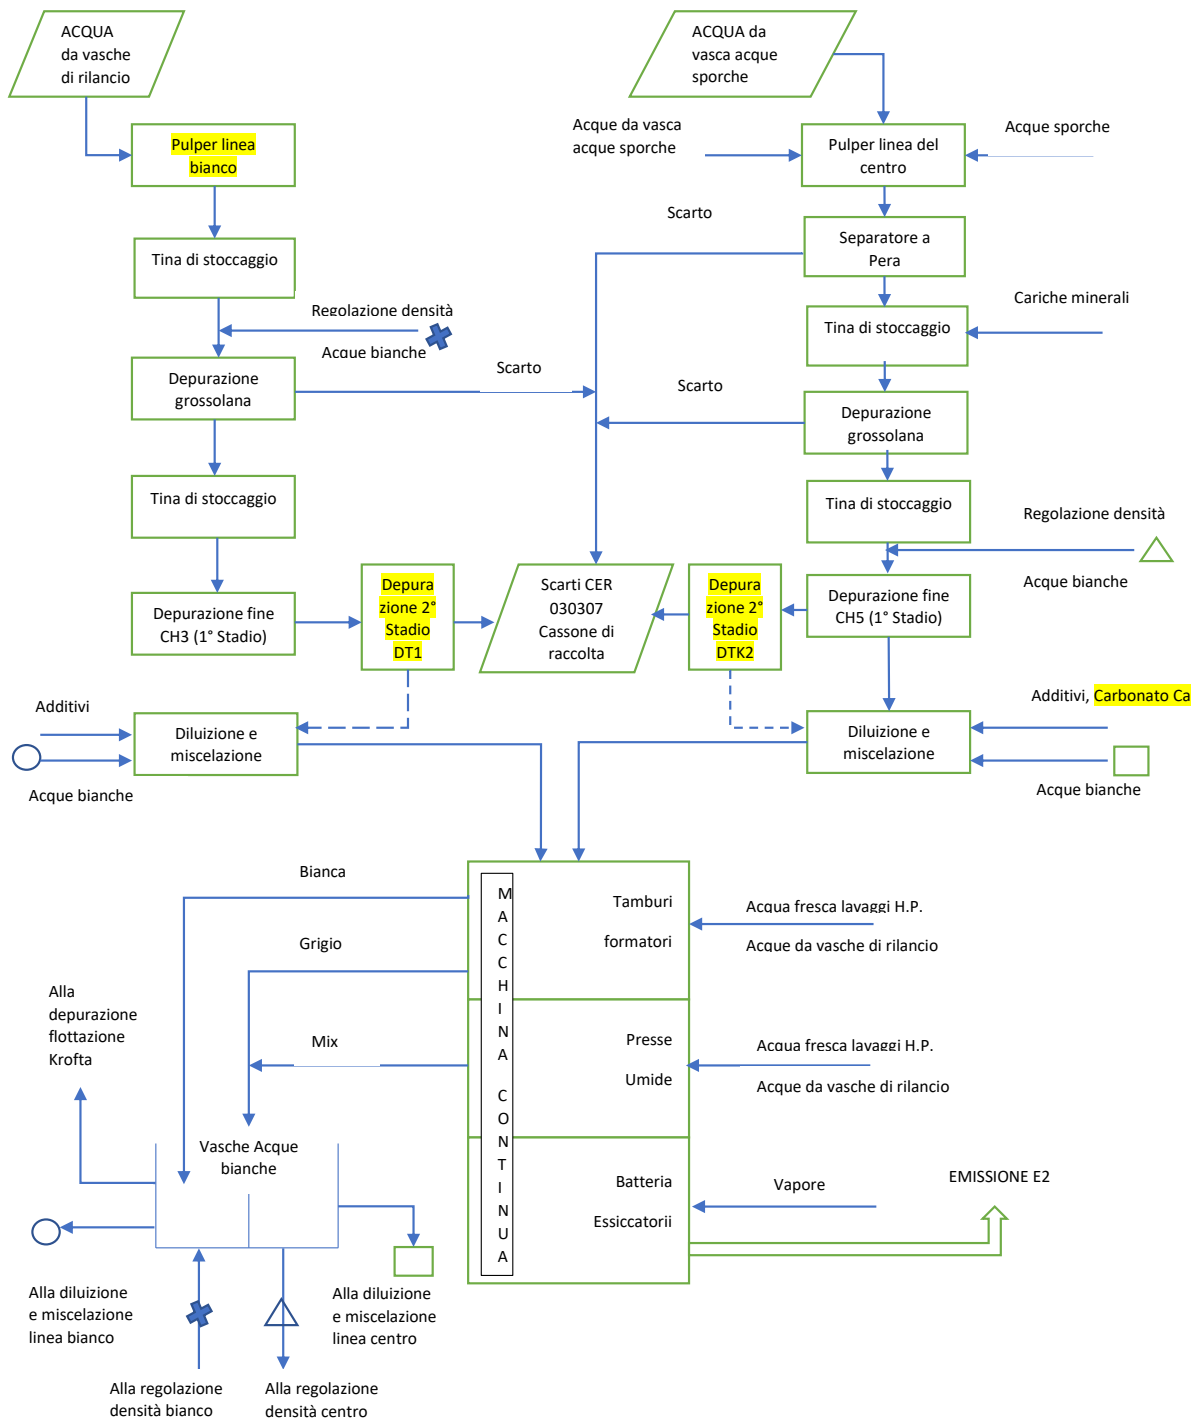 ACQUA
da vasche
di rilancio
ACQUA da
vasca acque
sporche
Pulper linea
bianco
Acque da vasca
acque sporche
Pulper linea del
centro
Acque sporche
Scarto
Separatore a
Pera
Tina di stoccaggio
Regolazione densità
Acque bianche
Cariche minerali
Tina di stoccaggio
Depurazione
grossolana
Scarto
Scarto
Depurazione
grossolana
Tina di stoccaggio
Tina di stoccaggio
Regolazione densità
Acque bianche
Depurazione fine
CH3 (1° Stadio)
Depura
zione 2°
Stadio
DT1
Scarti CER
030307
Cassone di
raccolta
Depura
zione 2°
Stadio
DTK2
Depurazione fine
CH5 (1° Stadio)
Additivi
Acque bianche
Diluizione e
miscelazione
Diluizione e
miscelazione
Additivi, Carbonato Ca
Acque bianche
Bianca
Grigio
Mix
MACCHINA CONTINUA
Tamburi
formatori
Acqua fresca lavaggi H.P.
Acque da vasche di rilancio
Presse
Umide
Acqua fresca lavaggi H.P.
Acque da vasche di rilancio
Batteria
Essiccatorii
Vapore
EMISSIONE E2
Alla
depurazione
flottazione
Krofta
Vasche Acque
bianche
Alla diluizione
e miscelazione
linea bianco
Alla diluizione
e miscelazione
linea centro
Alla regolazione
densità bianco
Alla regolazione
densità centro